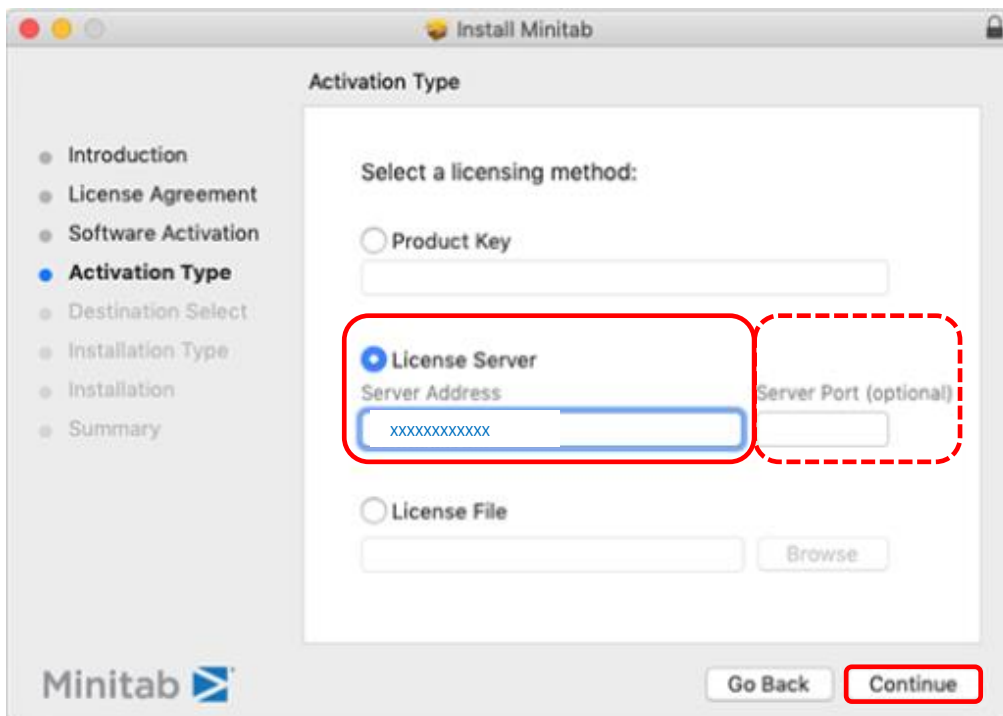 Install Minitab
Activation Type
Introduction
License Agreement
Software Activation
Activation Type
Destination Select
Installation Type
Installation
Summary
Select a licensing method:
Product Key
License Server
Server Address
Server Port (optional)
xxxxxxxxxxxx
License File
Browse
Minitab
Go Back
Continue